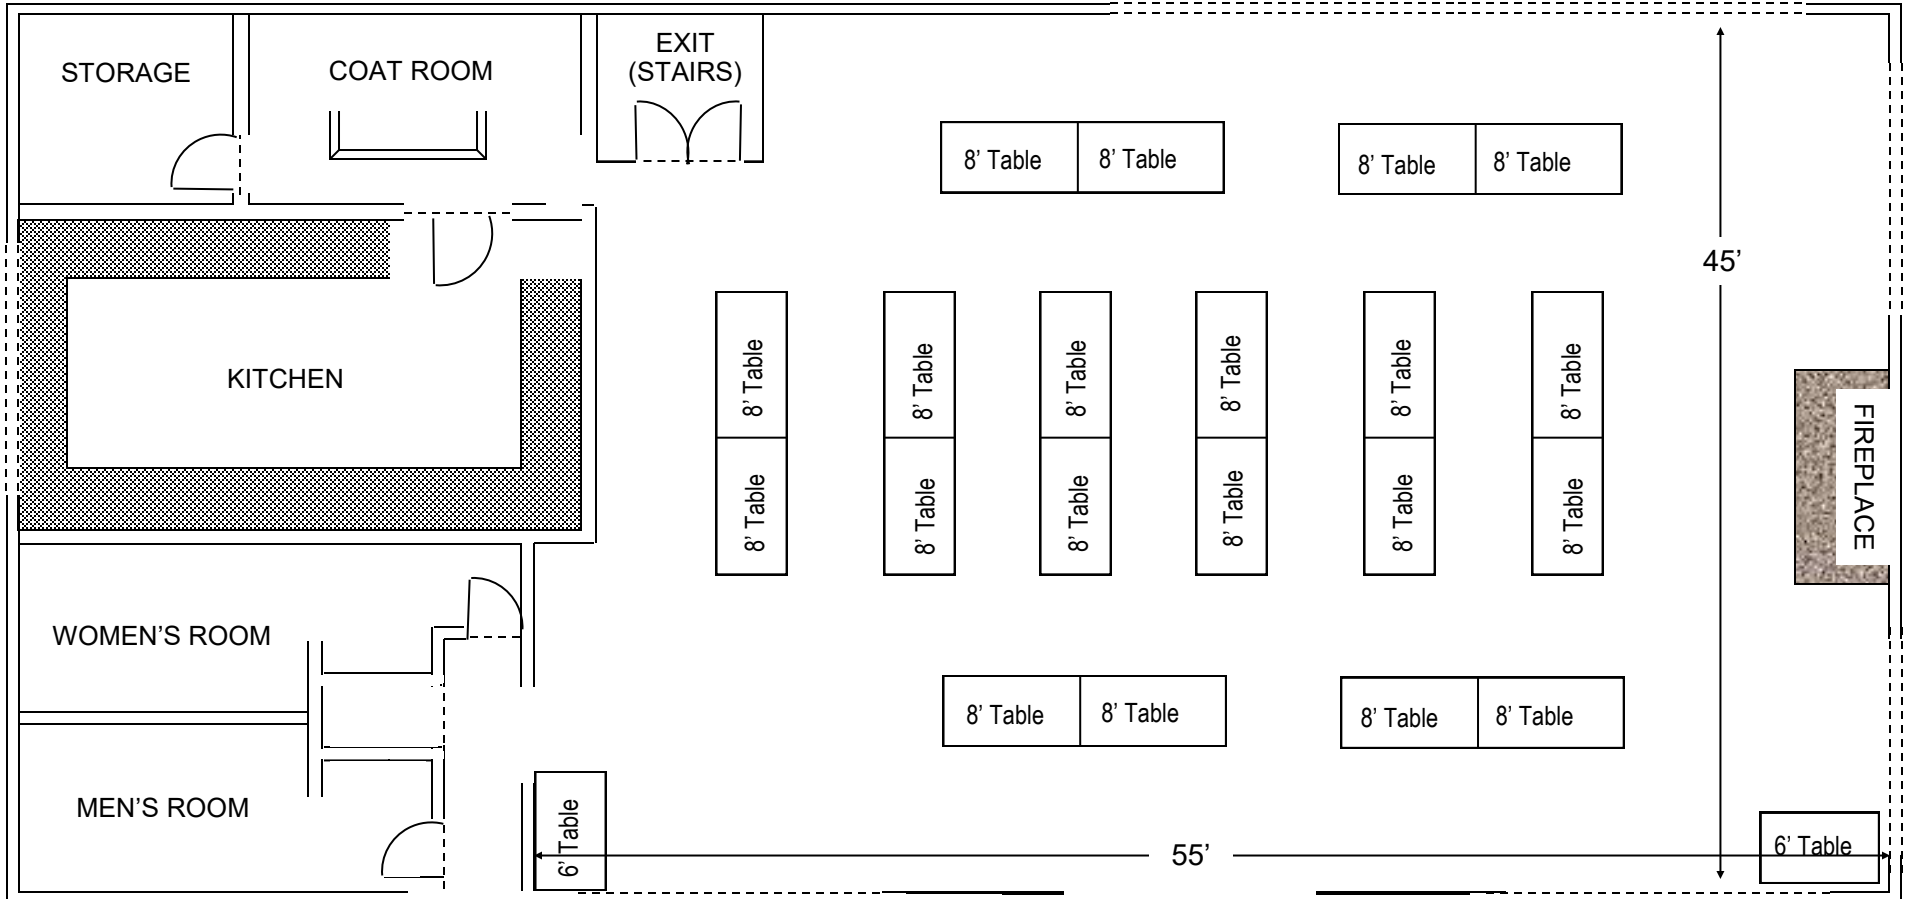 STORAGE
COAT ROOM
EXIT
(STAIRS)
8’ Table
8’ Table
8’ Table
8’ Table
45’
8’ Table
8’ Table
8’ Table
8’ Table
8’ Table
8’ Table
KITCHEN
FIREPLACE
8’ Table
8’ Table
8’ Table
8’ Table
8’ Table
8’ Table
WOMEN’S ROOM
8’ Table
8’ Table
8’ Table
8’ Table
MEN’S ROOM
6’ Table
55’
6’ Table